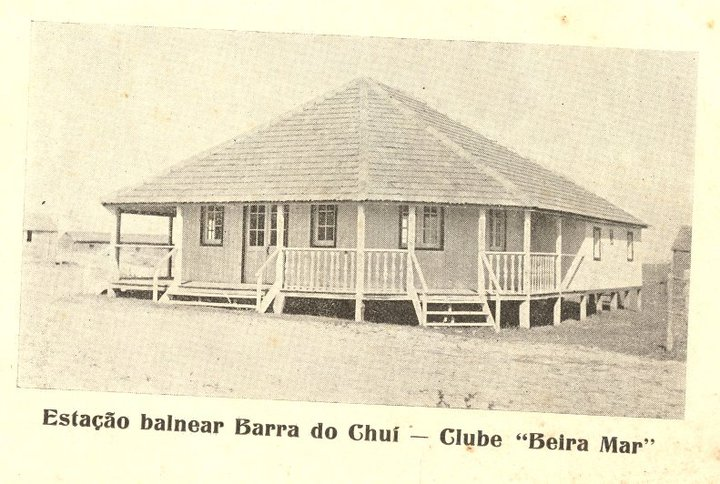 Estação balnear Barra do Chuí — Clube “Beira Mar”